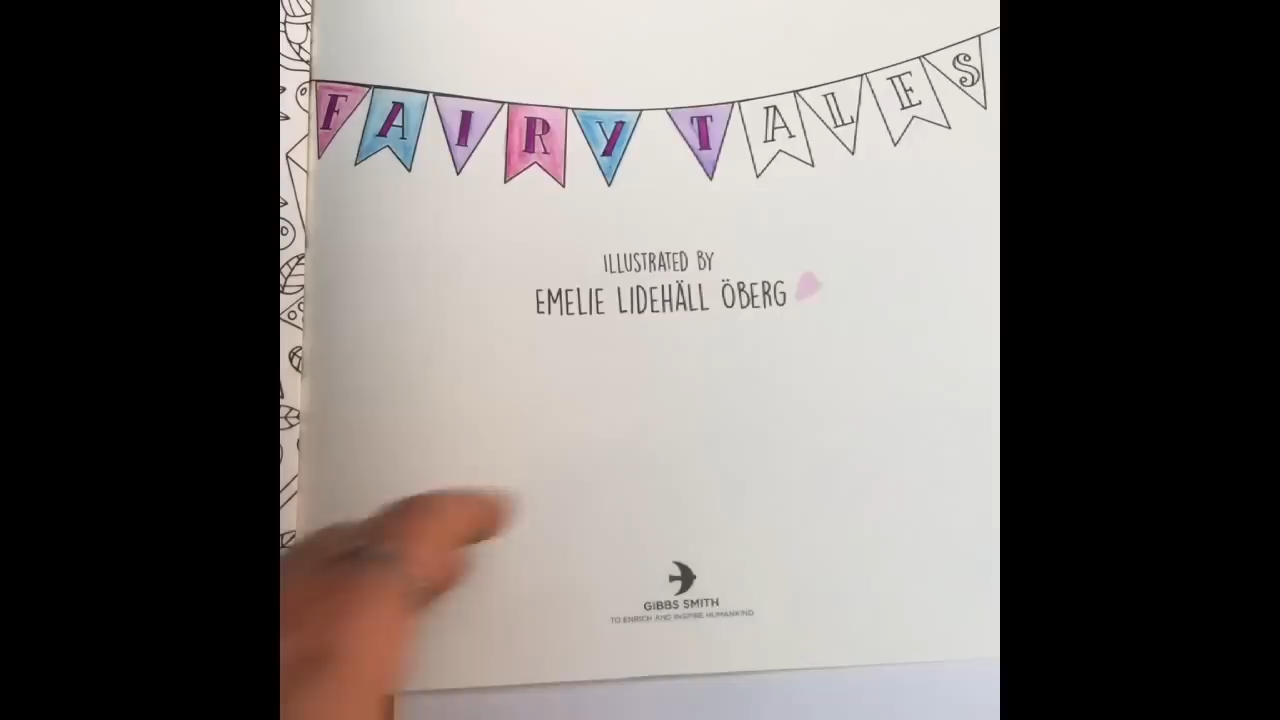 FAIRY TALES
ILLUSTRATED BY
EMELIE LIDEHÄLL ÖBERG
GIBBS SMITH
TO ENRICH AND INSPIRE HUMANKIND